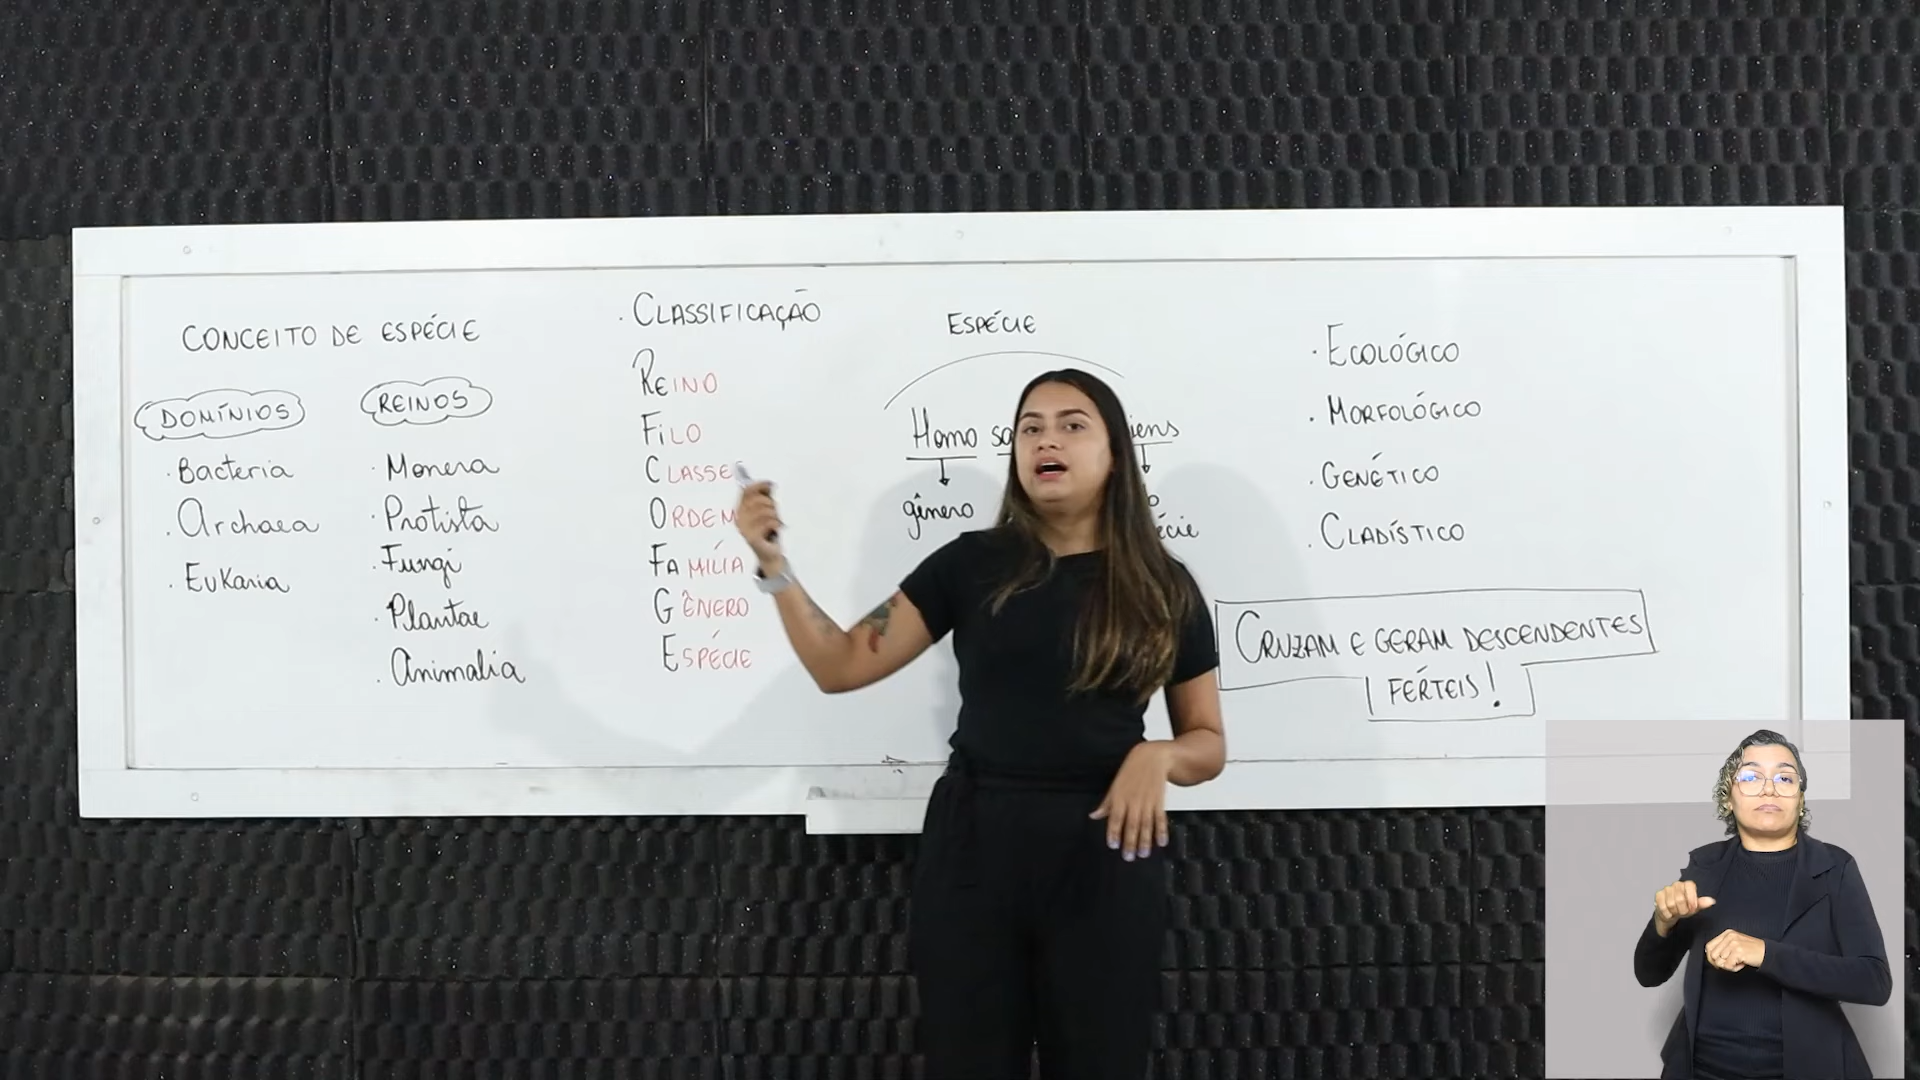 CONCEITO DE ESPÉCIE
DOMÍNIOS
· Bacteria
· Archaea
· Eukaria
REINOS
· Monera
· Protista
· Fungi
· Plantae
· Animalia
· CLASSIFICAÇÃO
REINO
FILO
CLASSE
ORDEM
FAMÍLIA
GÊNERO
ESPÉCIE
ESPÉCIE
Homo
gênero
· ECOLÓGICO
· MORFOLÓGICO
· GENÉTICO
· CLADÍSTICO
CRUZAM E GERAM DESCENDENTES
FÉRTEIS!